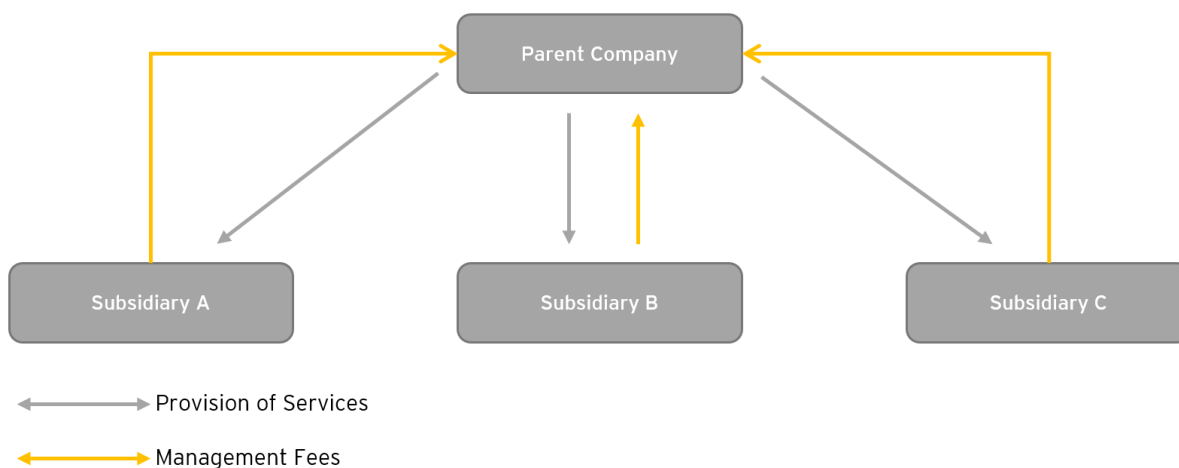 Parent Company
Subsidiary A
Subsidiary B
Subsidiary C
Provision of Services
Management Fees